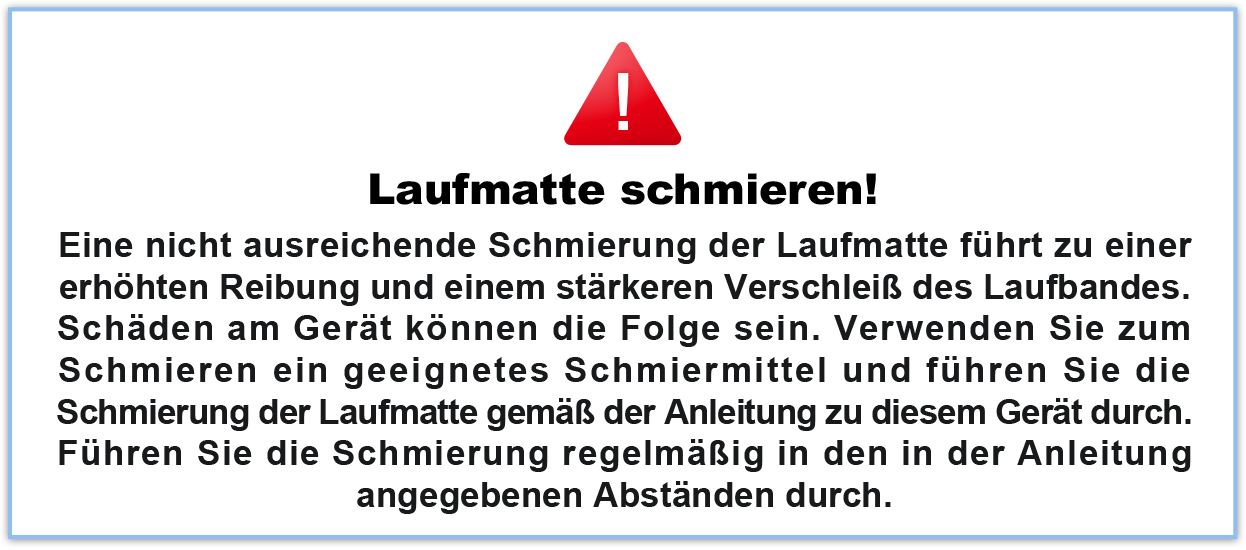 Laufmatte schmieren!
Eine nicht ausreichende Schmierung der Laufmatte führt zu einer
erhöhten Reibung und einem stärkeren Verschleiß des Laufbandes.
Schäden am Gerät können die Folge sein. Verwenden Sie zum
Schmieren ein geeignetes Schmiermittel und führen Sie die
Schmierung der Laufmatte gemäß der Anleitung zu diesem Gerät durch.
Führen Sie die Schmierung regelmäßig in den in der Anleitung
angegebenen Abständen durch.